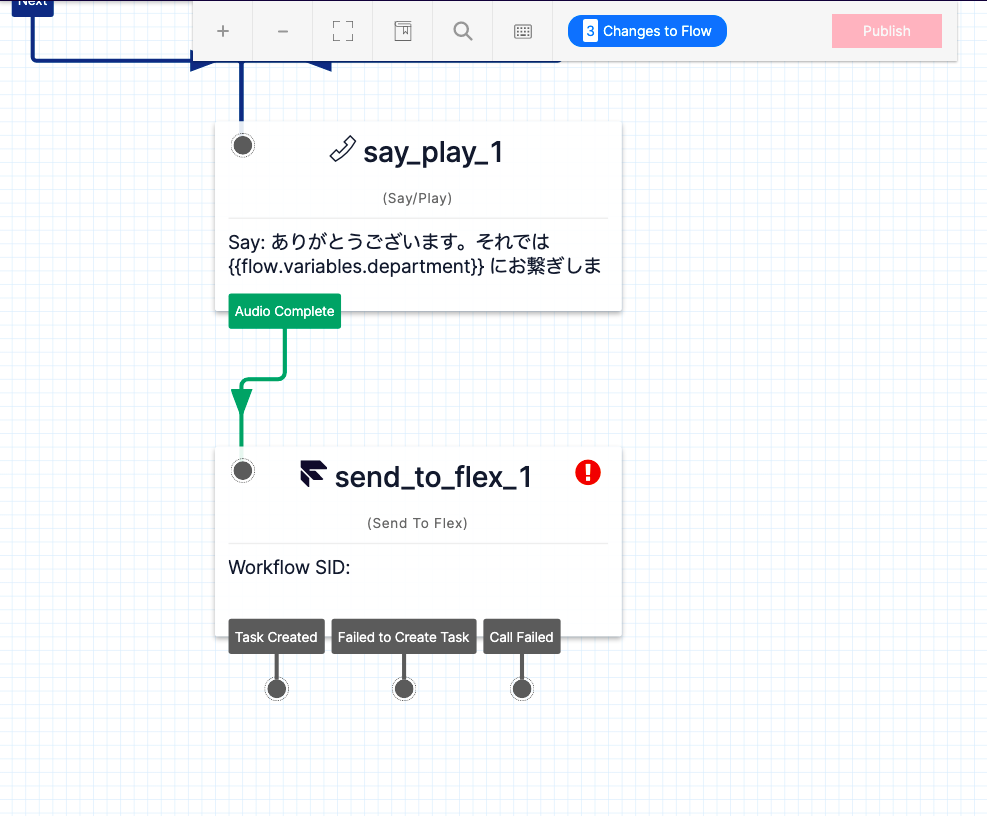 Next
3 Changes to Flow
Publish
say_play_1
(Say/Play)
Say: ありがとうございます。それでは
{{flow.variables.department}} にお繋ぎしま
Audio Complete
send_to_flex_1
(Send To Flex)
Workflow SID:
Task Created
Failed to Create Task
Call Failed